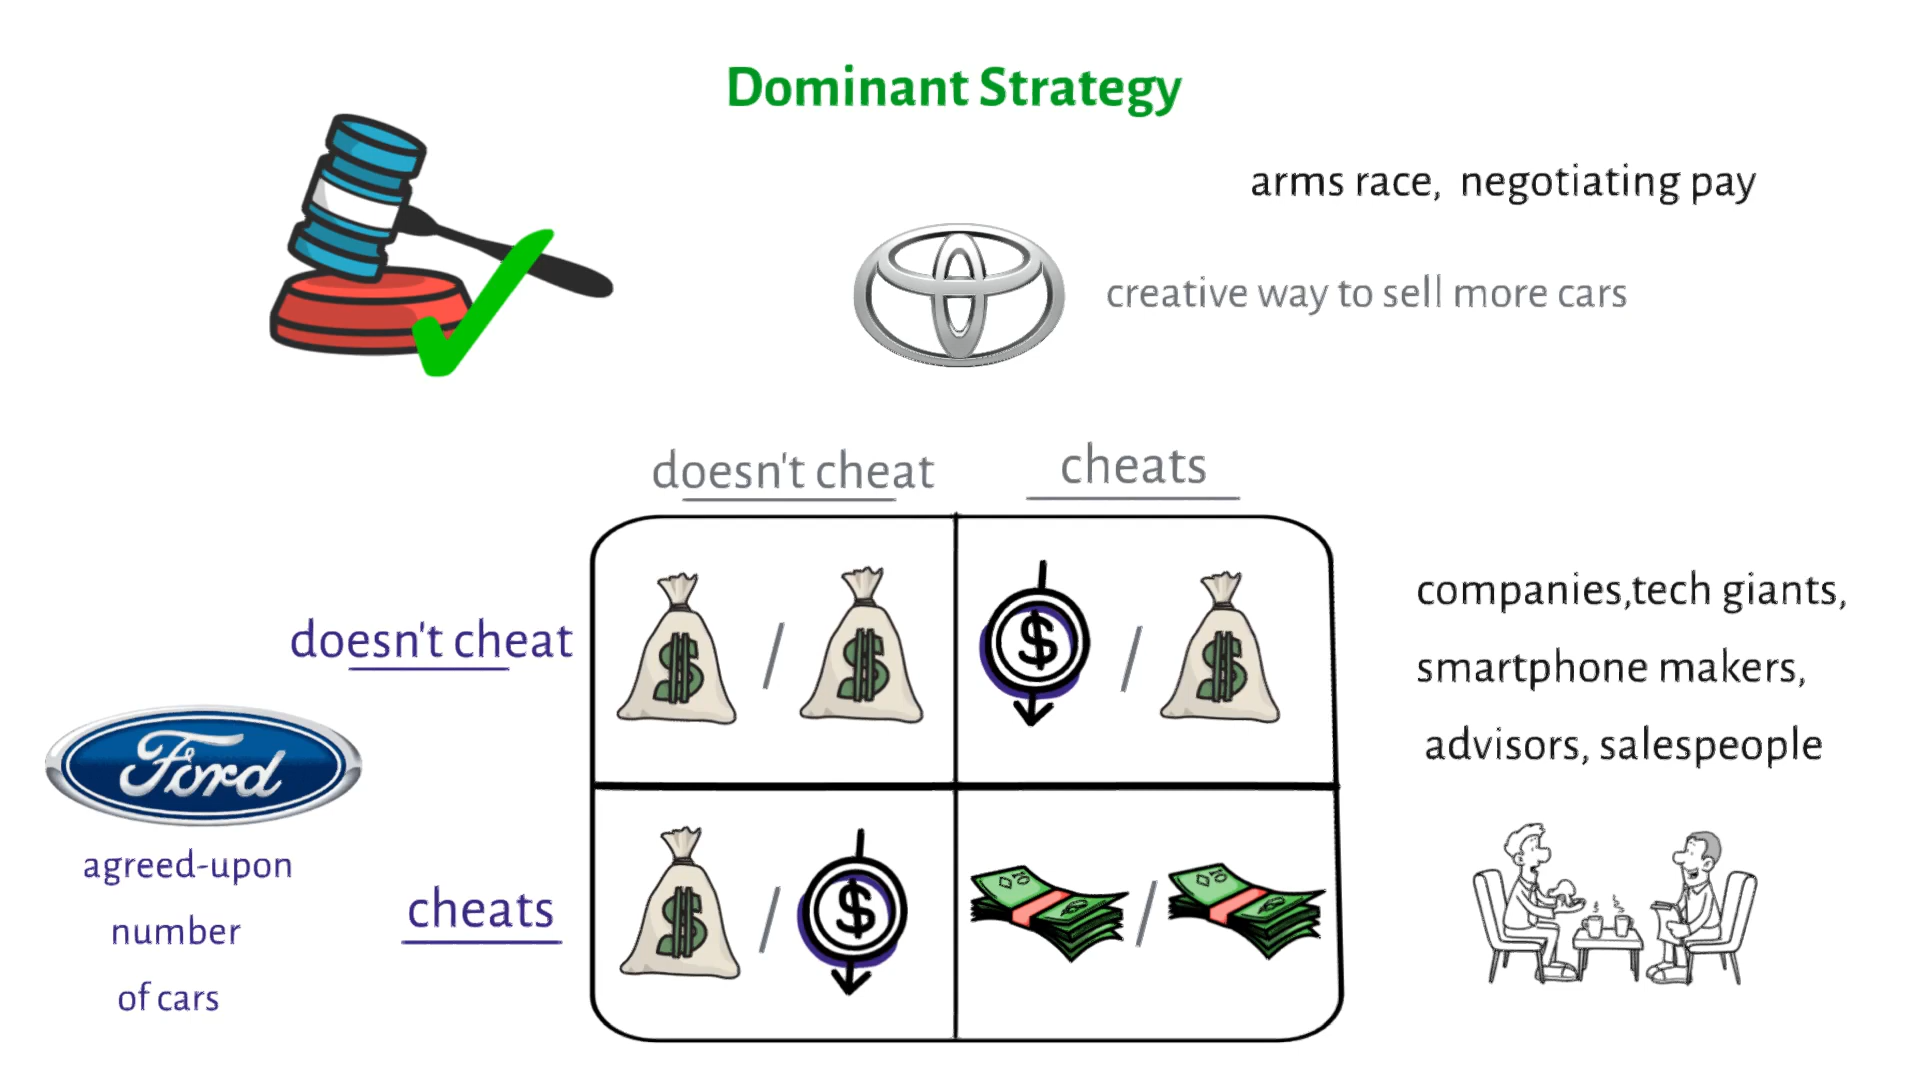 Dominant Strategy
arms race, negotiating pay
creative way to sell more cars
doesn't cheat
cheats
doesn't cheat
$ / $
$ / $
companies,tech giants,
smartphone makers,
advisors, salespeople
Ford
agreed-upon
number
of cars
cheats
$ / $
/